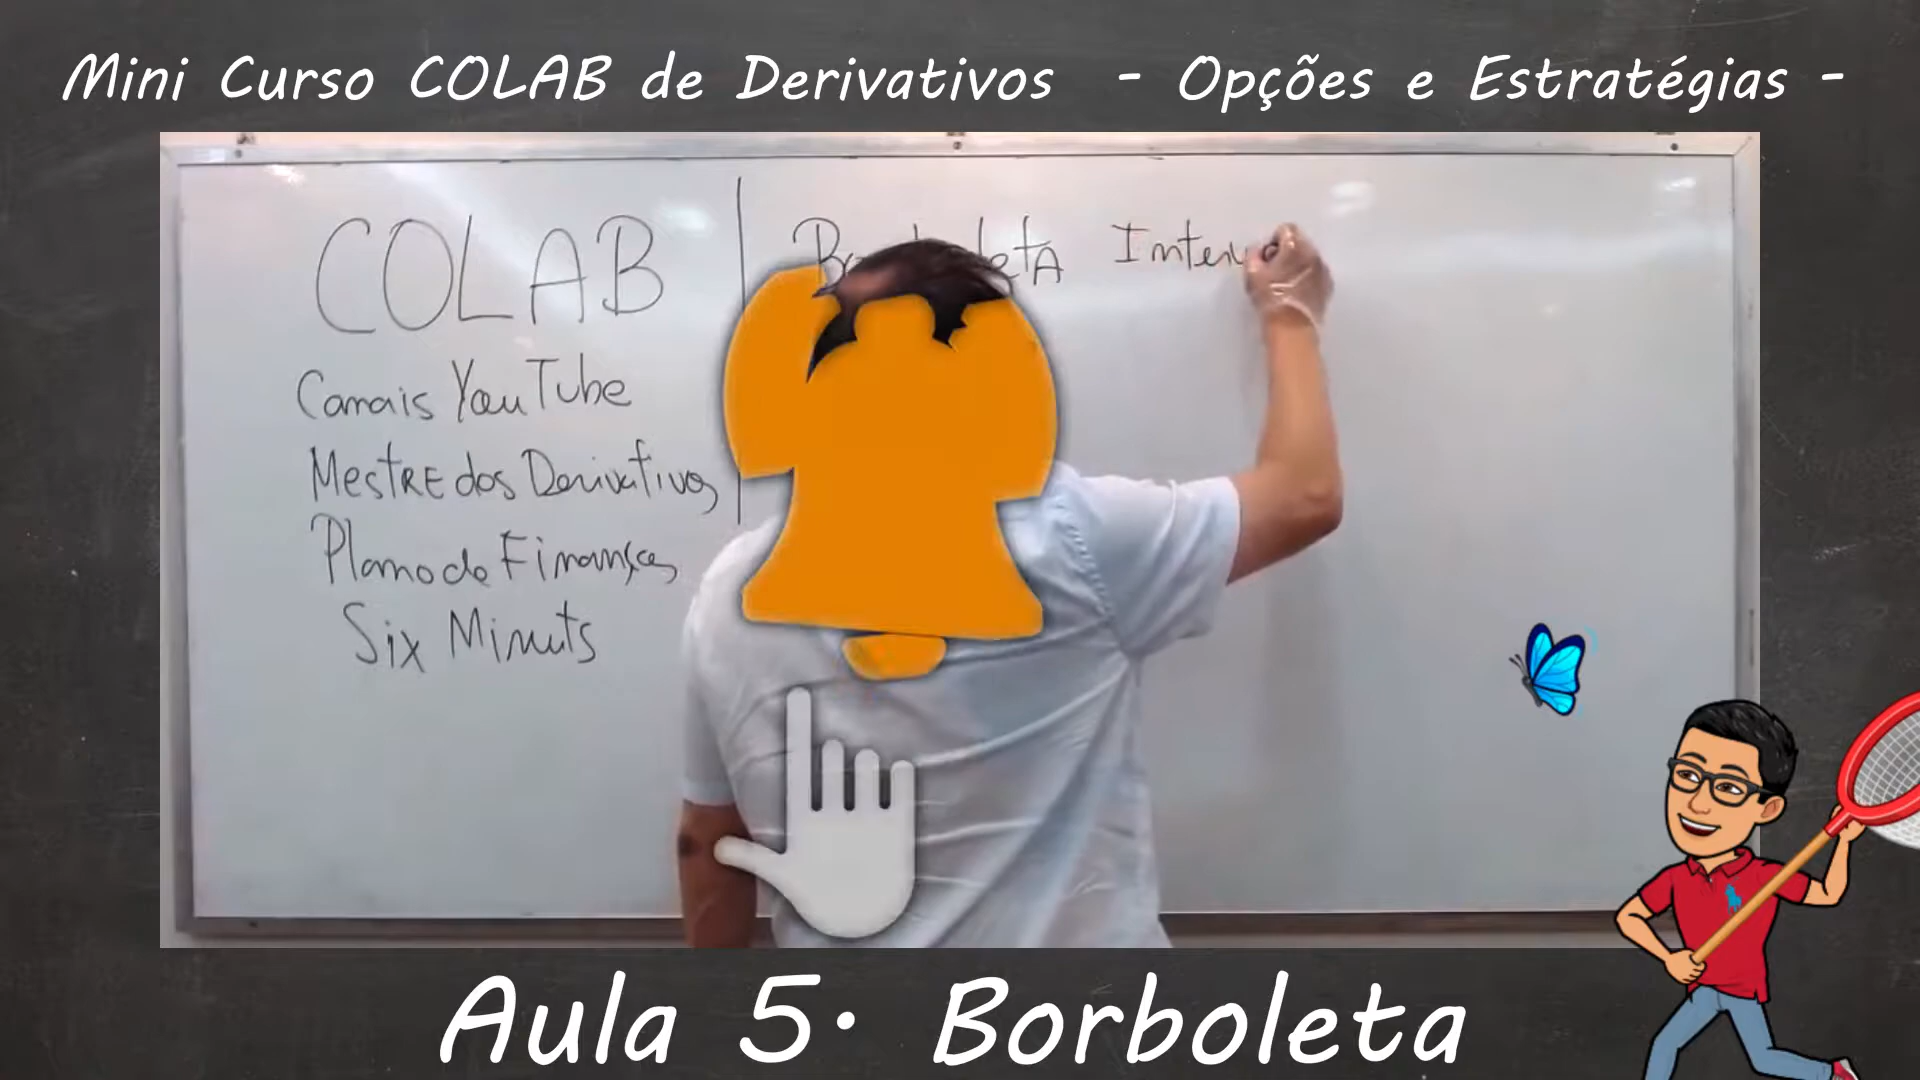 Mini Curso COLAB de Derivativos - Opções e Estratégias -
COLAB
Canais YouTube
Mestre dos Derivativos
Plano de Finanças
Six Minuts
Aula 5. Borboleta